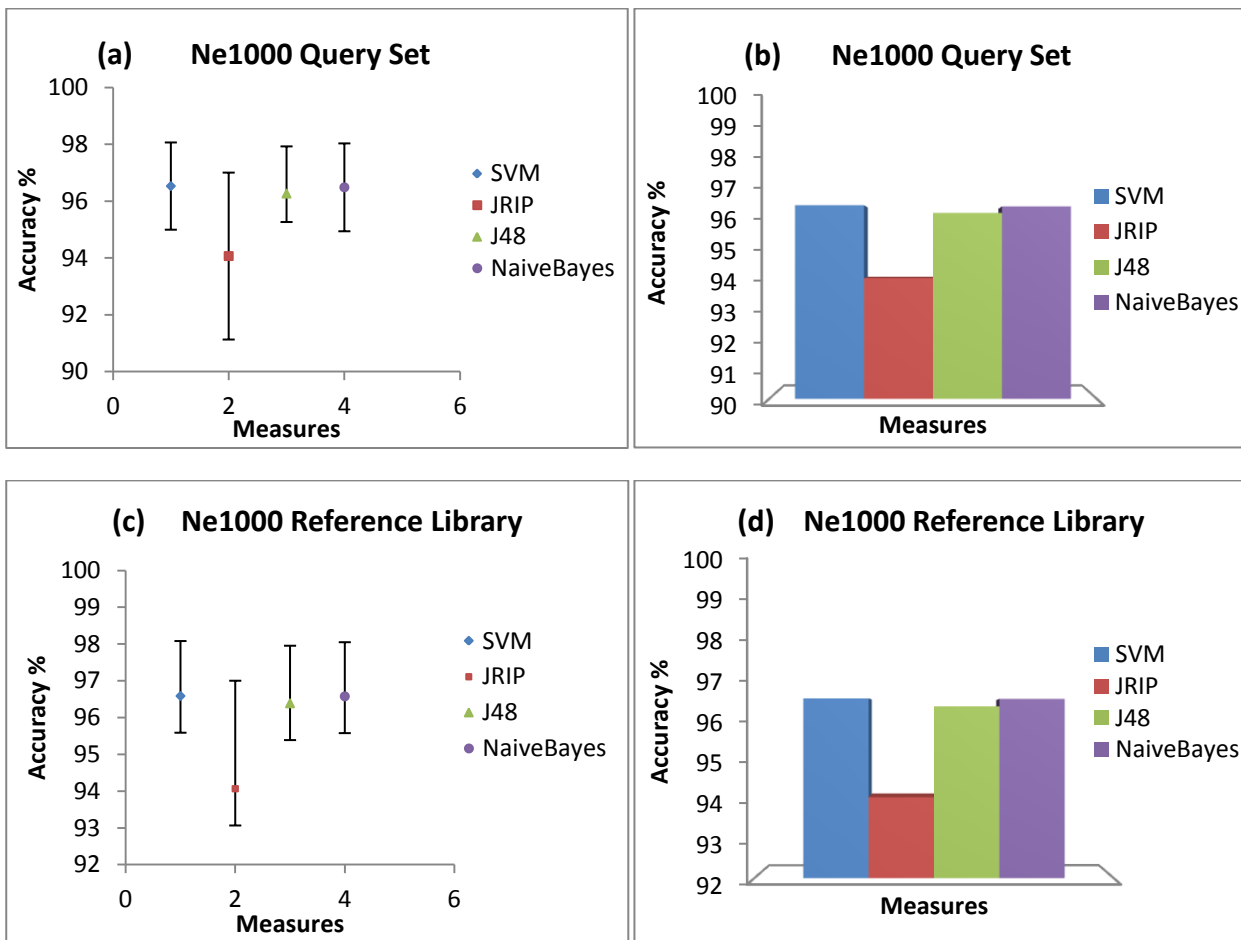 (a) Ne1000 Query Set
100
98
96
94
92
90
0 2 4 6
Accuracy %
Measures
SVM
JRIP
J48
NaiveBayes
(b) Ne1000 Query Set
100
99
98
97
96
95
94
93
92
91
90
Accuracy %
Measures
SVM
JRIP
J48
NaiveBayes
(c) Ne1000 Reference Library
100
99
98
97
96
95
94
93
92
0 2 4 6
Accuracy %
Measures
SVM
JRIP
J48
NaiveBayes
(d) Ne1000 Reference Library
100
99
98
97
96
95
94
93
92
Accuracy %
Measures
SVM
JRIP
J48
NaiveBayes